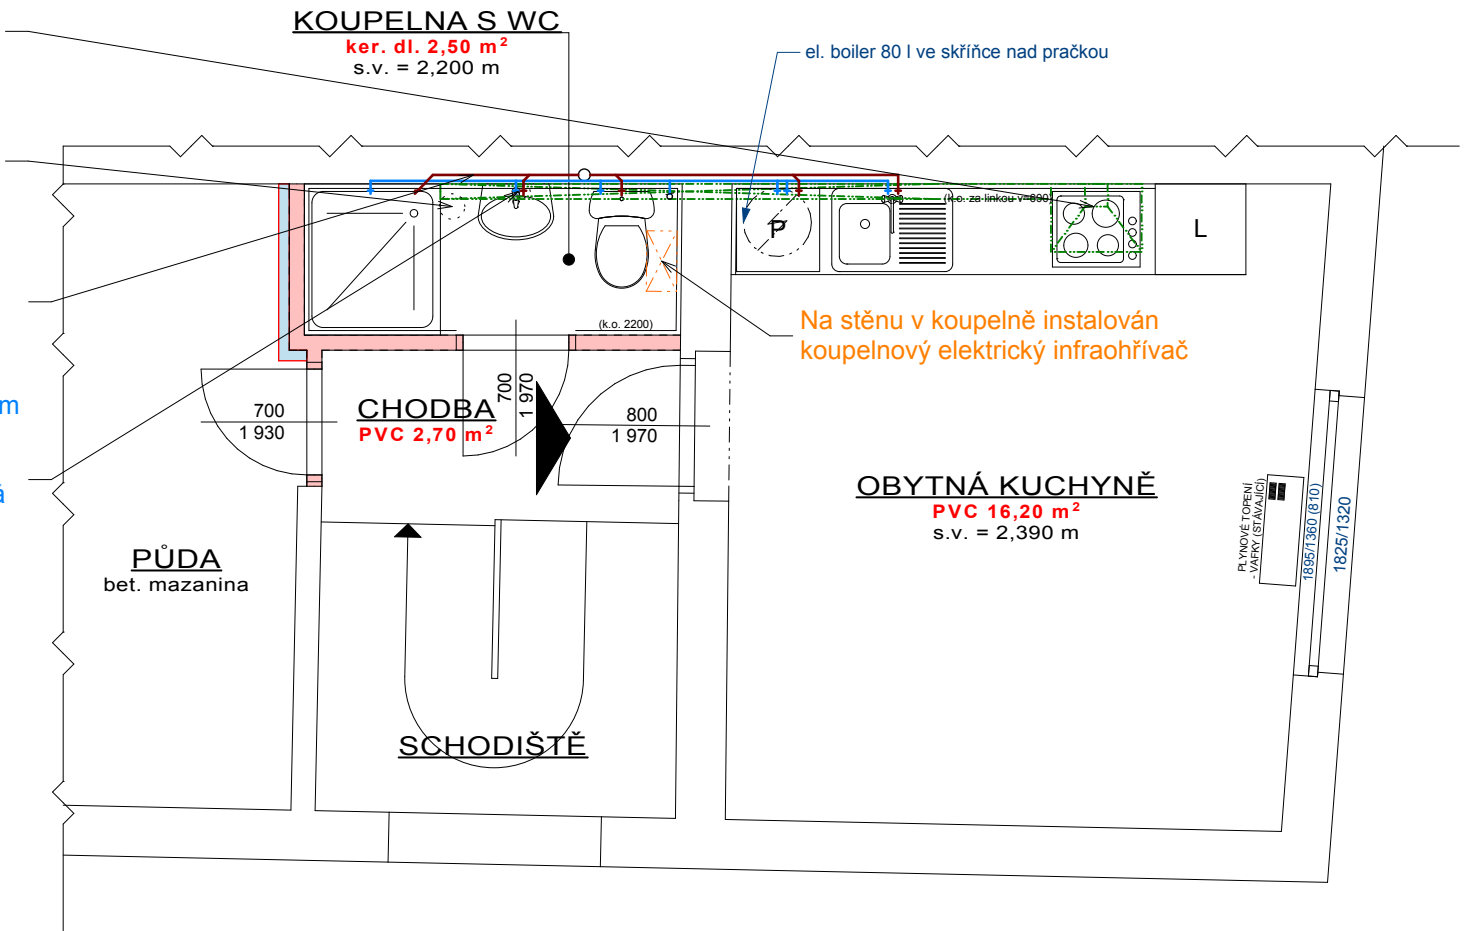 KOUPELNA S WC
ker. dl. 2,50 m²
s.v. = 2,200 m
el. boiler 80 l ve skříňce nad pračkou
P
(k.o. za linkou v=690)
L
(k.o. 2200)
Na stěnu v koupelně instalován
koupelnový elektrický infraohřívač
m
á
700
1 930
CHODBA
PVC 2,70 m²
700
1 970
800
1 970
OBYTNÁ KUCHYNĚ
PVC 16,20 m²
s.v. = 2,390 m
PLYNOVÉ TOPENÍ
- VAFKY (STÁVAJÍCÍ)
1895/1360 (810)
1825/1320
PŮDA
bet. mazanina
SCHODIŠTĚ